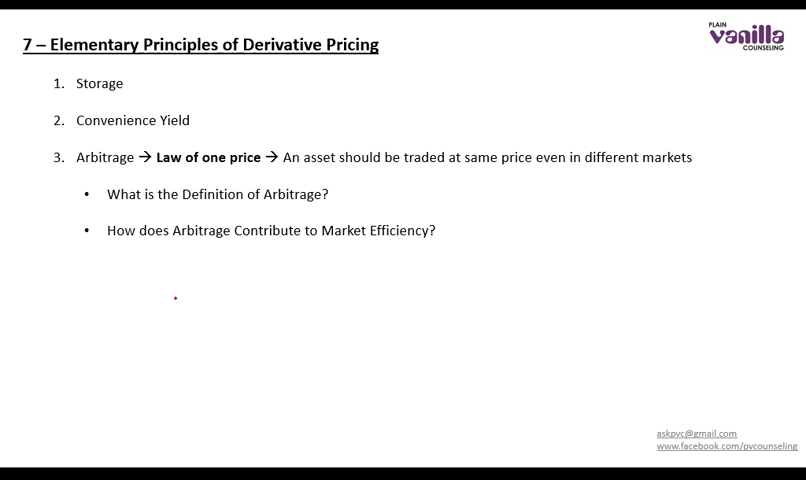 7 – Elementary Principles of Derivative Pricing
PLAIN
vanilla
COUNSELING
1. Storage
2. Convenience Yield
3. Arbitrage → Law of one price → An asset should be traded at same price even in different markets
• What is the Definition of Arbitrage?
• How does Arbitrage Contribute to Market Efficiency?
askpvc@gmail.com
www.facebook.com/pvcounseling